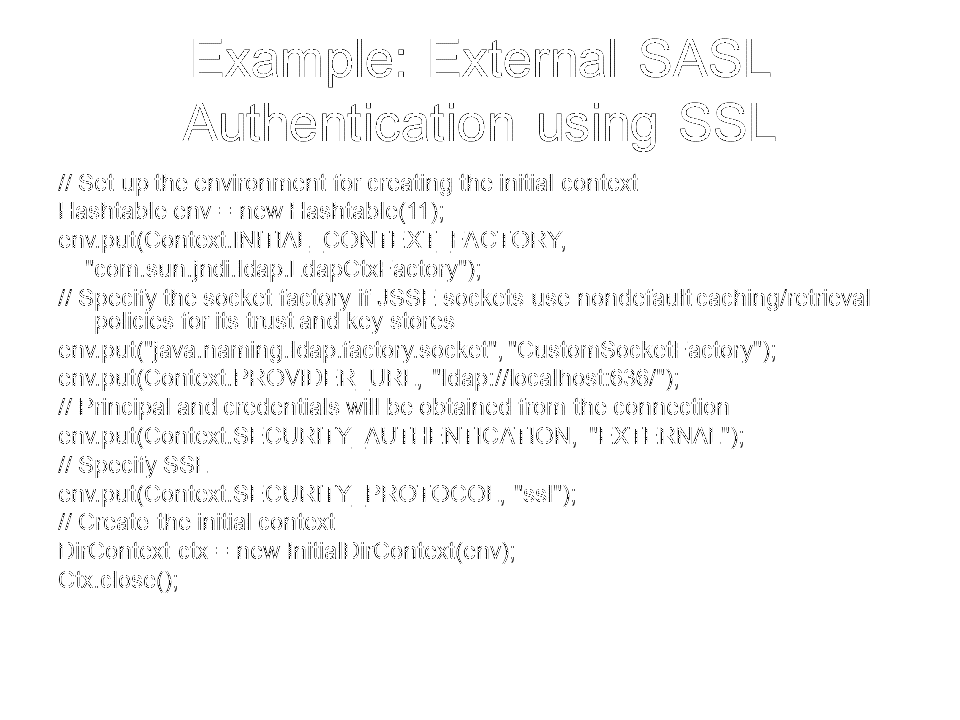 Example: External SASL
Authentication using SSL
// Set up the environment for creating the initial context
Hashtable env = new Hashtable(11);
env.put(Context.INITIAL_CONTEXT_FACTORY,
"com.sun.jndi.ldap.LdapCtxFactory");
// Specify the socket factory if JSSE sockets use nondefault caching/retrieval
policies for its trust and key stores
env.put("java.naming.ldap.factory.socket", "CustomSocketFactory");
env.put(Context.PROVIDER_URL, "ldap://localhost:636/");
// Principal and credentials will be obtained from the connection
env.put(Context.SECURITY_AUTHENTICATION, "EXTERNAL");
// Specify SSL
env.put(Context.SECURITY_PROTOCOL, "ssl");
// Create the initial context
DirContext ctx = new InitialDirContext(env);
Ctx.close();